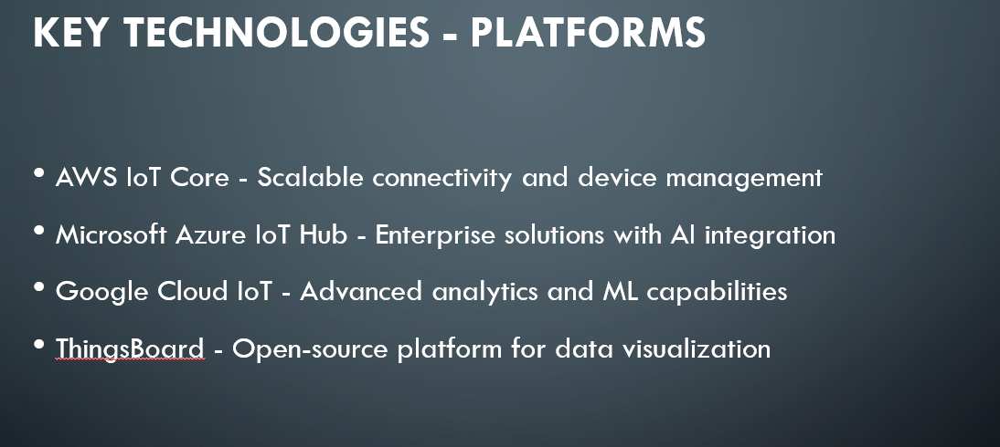 KEY TECHNOLOGIES - PLATFORMS
• AWS IoT Core - Scalable connectivity and device management
• Microsoft Azure IoT Hub - Enterprise solutions with AI integration
• Google Cloud IoT - Advanced analytics and ML capabilities
• ThingsBoard - Open-source platform for data visualization